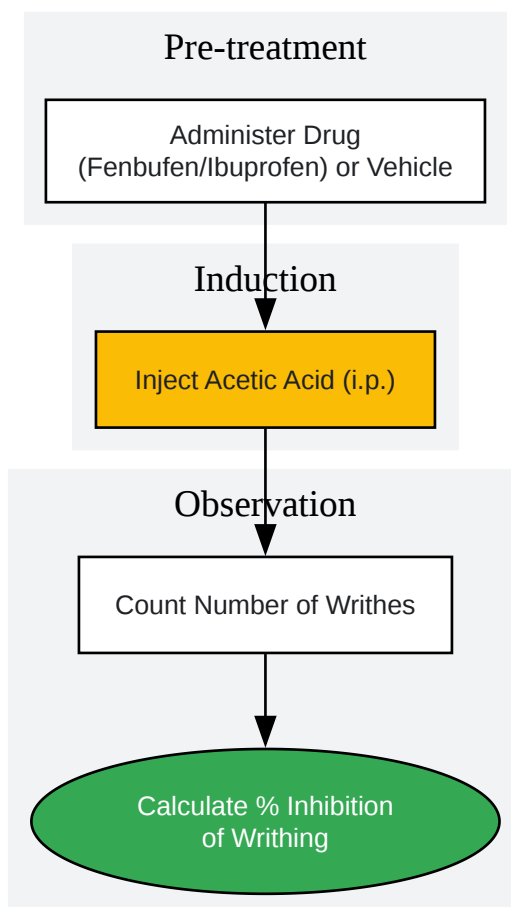 Pre-treatment
Administer Drug
(Fenbufen/Ibuprofen) or Vehicle
Induction
Inject Acetic Acid (i.p.)
Observation
Count Number of Writhes
Calculate % Inhibition
of Writhing